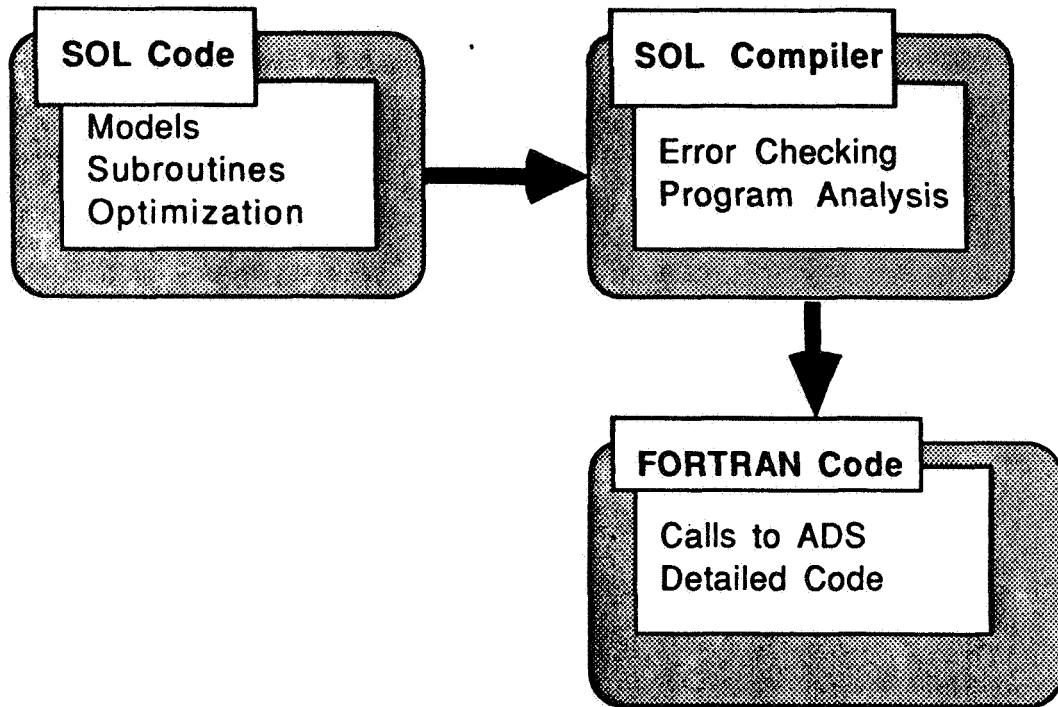 SOL Code
Models
Subroutines
Optimization
SOL Compiler
Error Checking
Program Analysis
FORTRAN Code
Calls to ADS
Detailed Code